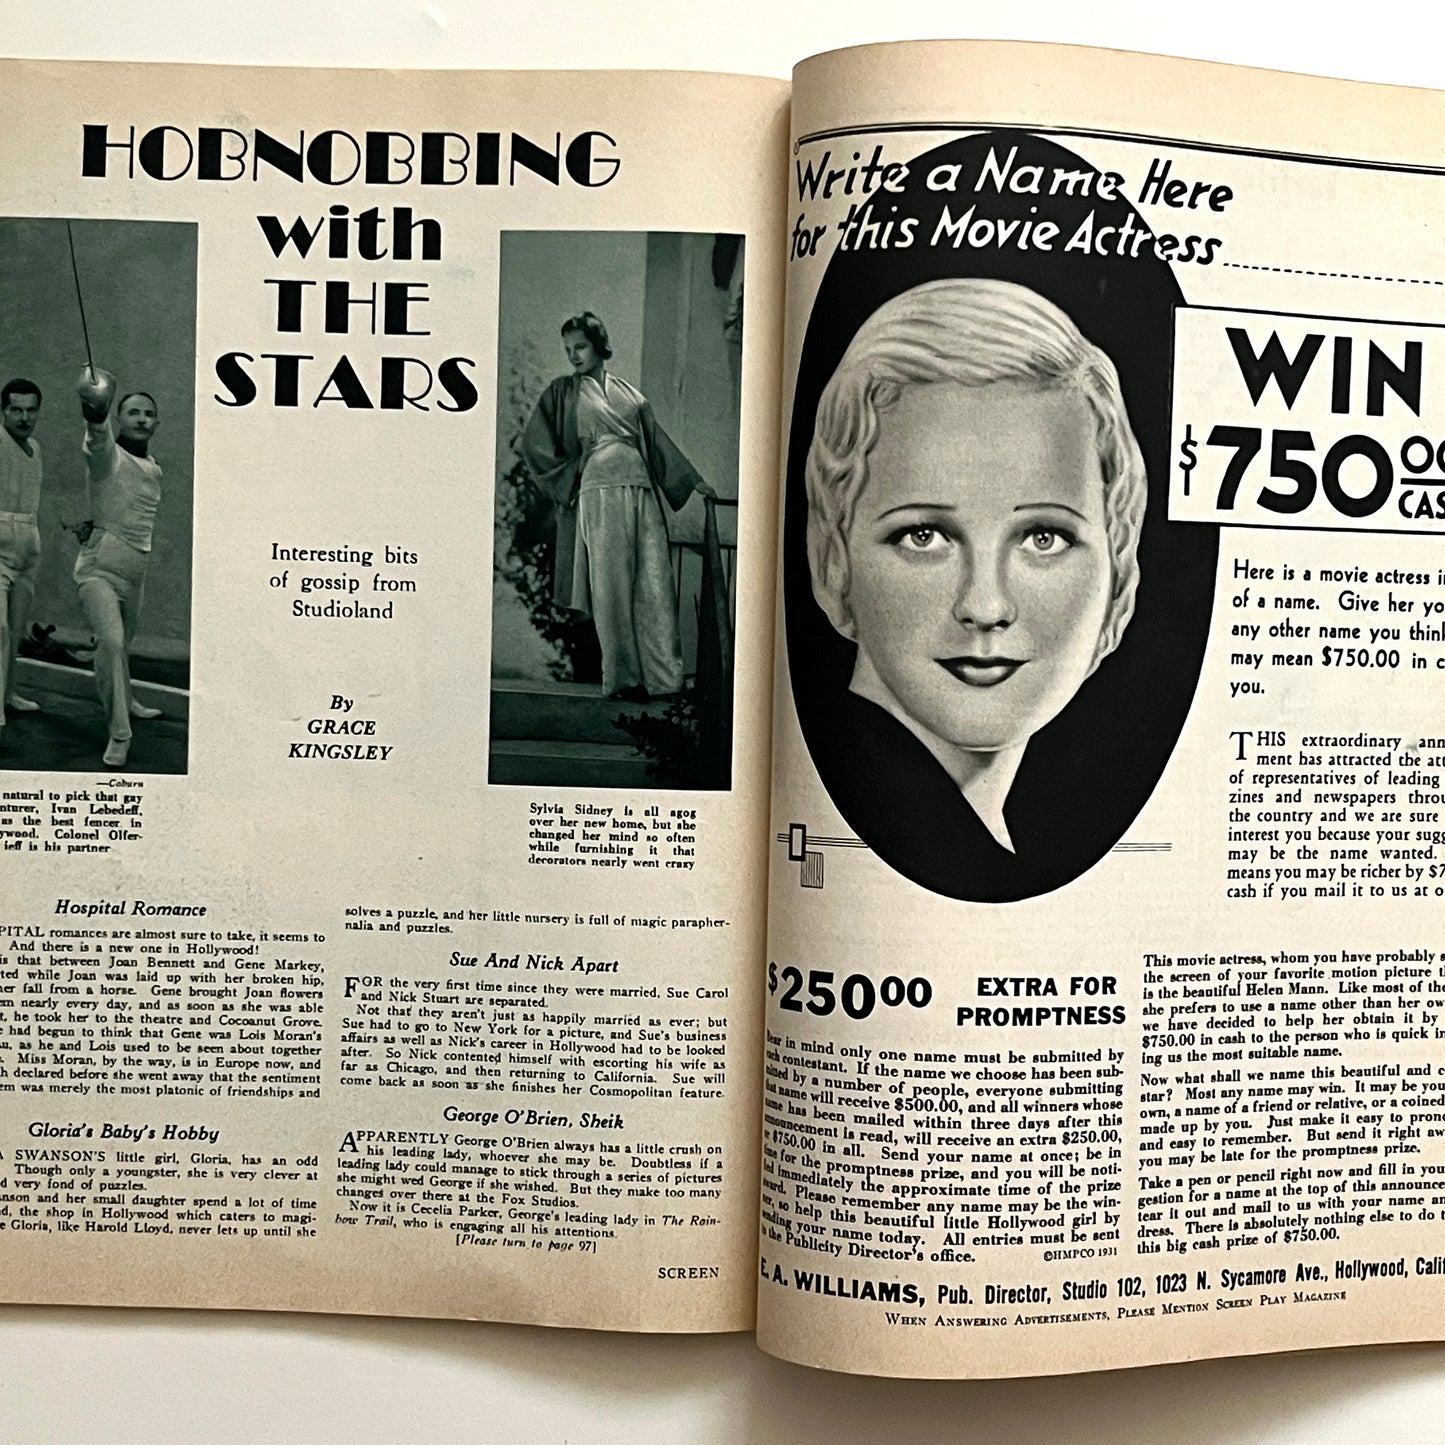 HOBNOBBING
with
THE
STARS
Interesting bits
of gossip from
Studioland
By
GRACE
KINGSLEY
—Coburn
natural to pick that gay
nturer, Ivan Lebedeff,
as the best fencer in
ywood. Colonel Olfer-
ieff is his partner
Sylvia Sidney is all agog
over her new home, but she
changed her mind so often
while furnishing it that
decorators nearly went crazy
Hospital Romance
PITAL romances are almost sure to take, it seems to
And there is a new one in Hollywood!
is that between Joan Bennett and Gene Markey,
ted while Joan was laid up with her broken hip,
her fall from a horse. Gene brought Joan flowers
em nearly every day, and as soon as she was able
t, he took her to the theatre and Cocoanut Grove.
e had begun to think that Gene was Lois Moran's
au, as he and Lois used to be seen about together
Miss Moran, by the way, is in Europe now, and
th declared before she went away that the sentiment
em was merely the most platonic of friendships and
Gloria's Baby's Hobby
A SWANSON'S little girl, Gloria, has an odd
Though only a youngster, she is very clever at
d very fond of puzzles.
anson and her small daughter spend a lot of time
nd, the shop in Hollywood which caters to magi-
e Gloria, like Harold Lloyd, never lets up until she
solves a puzzle, and her little nursery is full of magic parapher-
nalia and puzzles.
Sue And Nick Apart
FOR the very first time since they were married, Sue Carol
and Nick Stuart are separated.
Not that they aren't just as happily married as ever; but
Sue had to go to New York for a picture, and Sue's business
affairs as well as Nick's career in Hollywood had to be looked
after. So Nick contented himself with escorting his wife as
far as Chicago, and then returning to California. Sue will
come back as soon as she finishes her Cosmopolitan feature.
George O'Brien, Sheik
APPARENTLY George O'Brien always has a little crush on
his leading lady, whoever she may be. Doubtless if a
leading lady could manage to stick through a series of pictures
she might wed George if she wished. But they make too many
changes over there at the Fox Studios.
Now it is Cecelia Parker, George's leading lady in The Rain-
bow Trail, who is engaging all his attentions.
[Please turn to page 97]
SCREEN
Write a Name Here
for this Movie Actress
WIN
$750.00
CAS
Here is a movie actress in
of a name. Give her yo
any other name you think
may mean $750.00 in c
you.
THIS extraordinary ann
ment has attracted the att
of representatives of leading
zines and newspapers throu
the country and we are sure
interest you because your sugg
may be the name wanted.
means you may be richer by $7
cash if you mail it to us at o
$250.00
EXTRA FOR
PROMPTNESS
Bear in mind only one name must be submitted by
each contestant. If the name we choose has been sub-
mitted by a number of people, everyone submitting
that name will receive $500.00, and all winners whose
name has been mailed within three days after this
announcement is read, will receive an extra $250.00,
or $750.00 in all. Send your name at once; be in
time for the promptness prize, and you will be noti-
fied immediately the approximate time of the prize
award. Please remember any name may be the win-
ner, so help this beautiful little Hollywood girl by
sending your name today. All entries must be sent
to the Publicity Director's office.
©HMPCO 1931
This movie actress, whom you have probably s
the screen of your favorite motion picture th
is the beautiful Helen Mann. Like most of the
she prefers to use a name other than her ow
we have decided to help her obtain it by
$750.00 in cash to the person who is quick in
ing us the most suitable name.
Now what shall we name this beautiful and c
star? Most any name may win. It may be you
own, a name of a friend or relative, or a coined
made up by you. Just make it easy to prono
and easy to remember. But send it right aw
you may be late for the promptness prize.
Take a pen or pencil right now and fill in your
gestion for a name at the top of this announce
tear it out and mail to us with your name an
dress. There is absolutely nothing else to do t
this big cash prize of $750.00.
E. A. WILLIAMS, Pub. Director, Studio 102, 1023 N. Sycamore Ave., Hollywood, Calif
When Answering Advertisements, Please Mention Screen Play Magazine